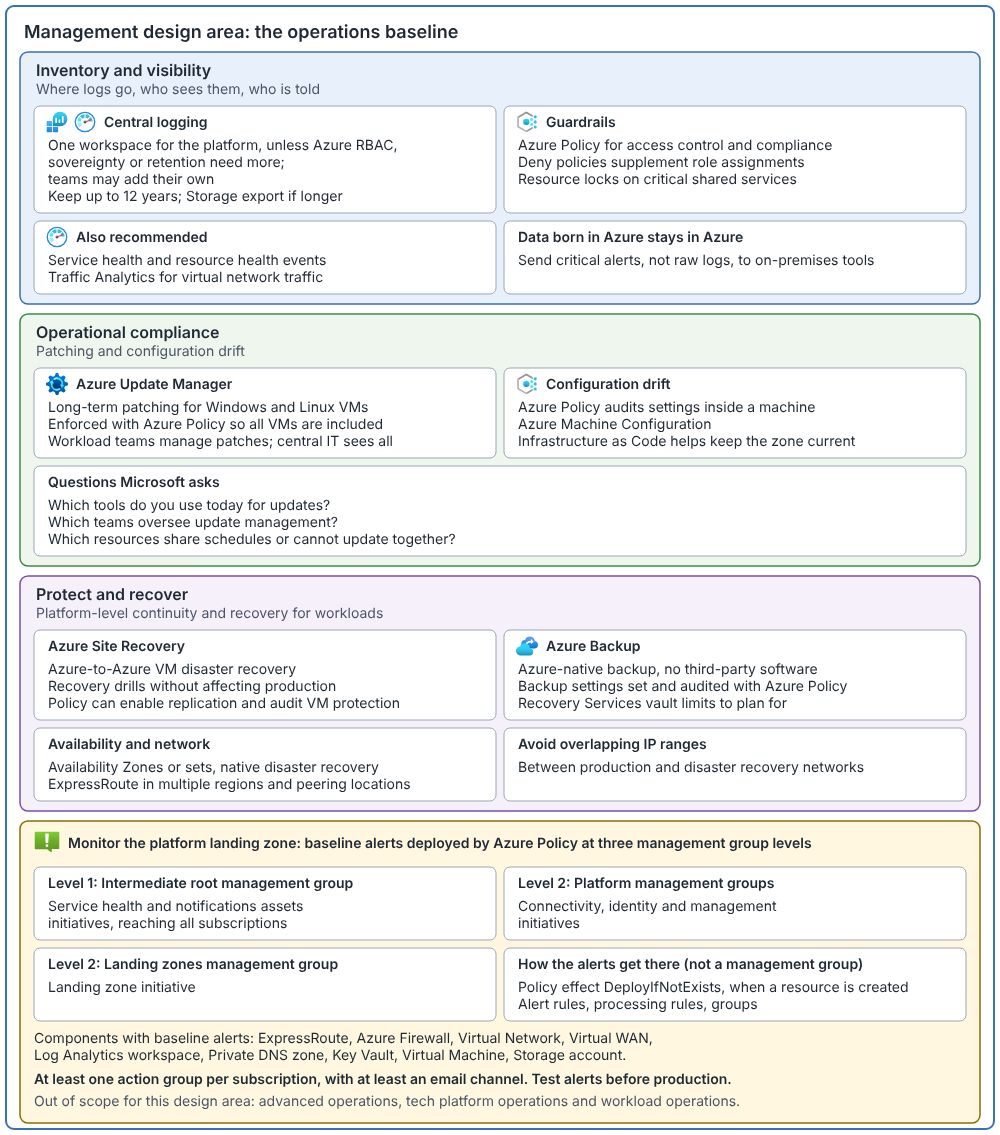 Management design area: the operations baseline
Inventory and visibility
Where logs go, who sees them, who is told
Central logging
One workspace for the platform, unless Azure RBAC,
sovereignty or retention need more;
teams may add their own
Keep up to 12 years; Storage export if longer
Guardrails
Azure Policy for access control and compliance
Deny policies supplement role assignments
Resource locks on critical shared services
Also recommended
Service health and resource health events
Traffic Analytics for virtual network traffic
Data born in Azure stays in Azure
Send critical alerts, not raw logs, to on-premises tools
Operational compliance
Patching and configuration drift
Azure Update Manager
Long-term patching for Windows and Linux VMs
Enforced with Azure Policy so all VMs are included
Workload teams manage patches; central IT sees all
Configuration drift
Azure Policy audits settings inside a machine
Azure Machine Configuration
Infrastructure as Code helps keep the zone current
Questions Microsoft asks
Which tools do you use today for updates?
Which teams oversee update management?
Which resources share schedules or cannot update together?
Protect and recover
Platform-level continuity and recovery for workloads
Azure Site Recovery
Azure-to-Azure VM disaster recovery
Recovery drills without affecting production
Policy can enable replication and audit VM protection
Azure Backup
Azure-native backup, no third-party software
Backup settings set and audited with Azure Policy
Recovery Services vault limits to plan for
Availability and network
Availability Zones or sets, native disaster recovery
ExpressRoute in multiple regions and peering locations
Avoid overlapping IP ranges
Between production and disaster recovery networks
Monitor the platform landing zone: baseline alerts deployed by Azure Policy at three management group levels
Level 1: Intermediate root management group
Service health and notifications assets
initiatives, reaching all subscriptions
Level 2: Platform management groups
Connectivity, identity and management
initiatives
Level 2: Landing zones management group
Landing zone initiative
How the alerts get there (not a management group)
Policy effect DeployIfNotExists, when a resource is created
Alert rules, processing rules, groups
Components with baseline alerts: ExpressRoute, Azure Firewall, Virtual Network, Virtual WAN,
Log Analytics workspace, Private DNS zone, Key Vault, Virtual Machine, Storage account.
At least one action group per subscription, with at least an email channel. Test alerts before production.
Out of scope for this design area: advanced operations, tech platform operations and workload operations.